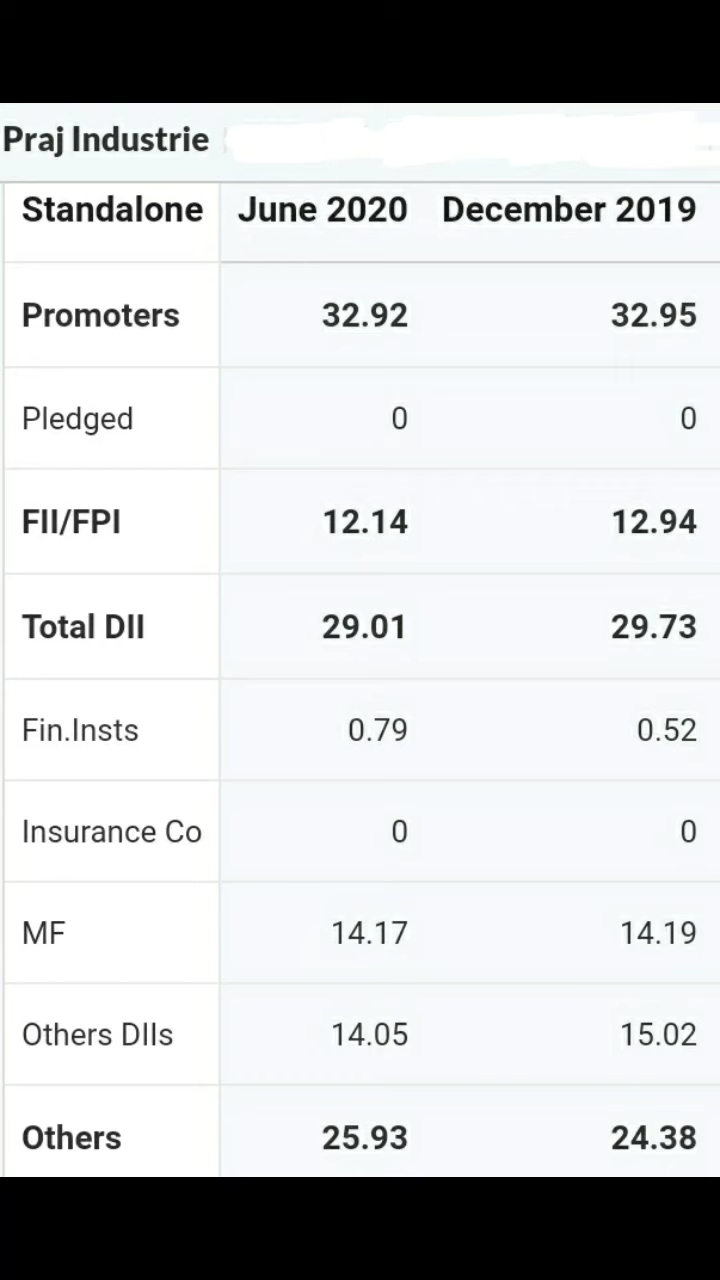 Praj Industrie
Standalone June 2020 December 2019
Promoters 32.92 32.95
Pledged 0 0
FII/FPI 12.14 12.94
Total DII 29.01 29.73
Fin.Insts 0.79 0.52
Insurance Co 0 0
MF 14.17 14.19
Others DIIs 14.05 15.02
Others 25.93 24.38